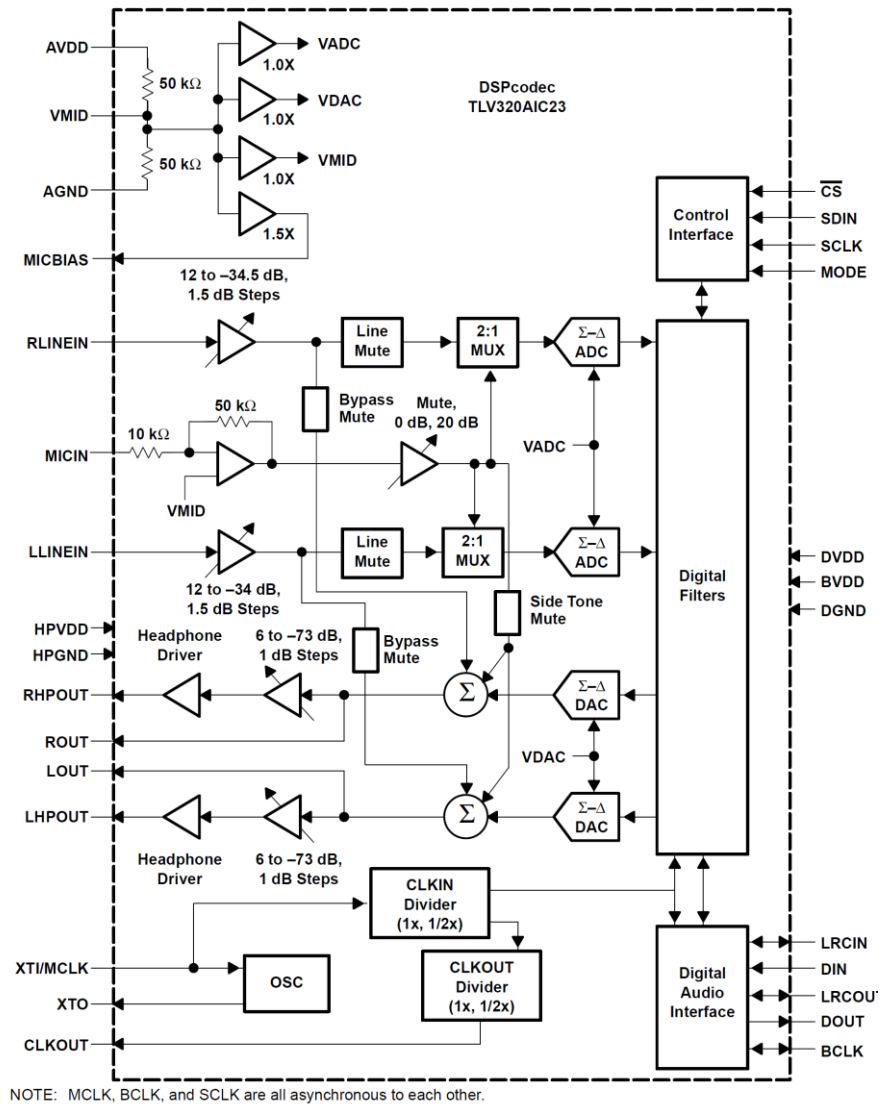 AVDD
VMID
AGND
MICBIAS
50 kΩ
50 kΩ
1.0X
VADC
1.0X
VDAC
1.0X
VMID
1.5X
DSPcodec
TLV320AIC23
Control
Interface
CS
SDIN
SCLK
MODE
12 to –34.5 dB,
1.5 dB Steps
RLINEIN
Line
Mute
2:1
MUX
Σ–Δ
ADC
Bypass
Mute
50 kΩ
10 kΩ
MICIN
VMID
Mute,
0 dB, 20 dB
VADC
LLINEIN
Line
Mute
2:1
MUX
Σ–Δ
ADC
12 to –34 dB,
1.5 dB Steps
Digital
Filters
DVDD
BVDD
DGND
Side Tone
Mute
HPVDD
HPGND
Headphone
Driver
6 to –73 dB,
1 dB Steps
Bypass
Mute
RHPOUT
Σ
Σ–Δ
DAC
ROUT
LOUT
VDAC
LHPOUT
Σ
Σ–Δ
DAC
Headphone
Driver
6 to –73 dB,
1 dB Steps
CLKIN
Divider
(1x, 1/2x)
XTI/MCLK
OSC
XTO
CLKOUT
Divider
(1x, 1/2x)
CLKOUT
Digital
Audio
Interface
LRCIN
DIN
LRCOUT
DOUT
BCLK
NOTE: MCLK, BCLK, and SCLK are all asynchronous to each other.